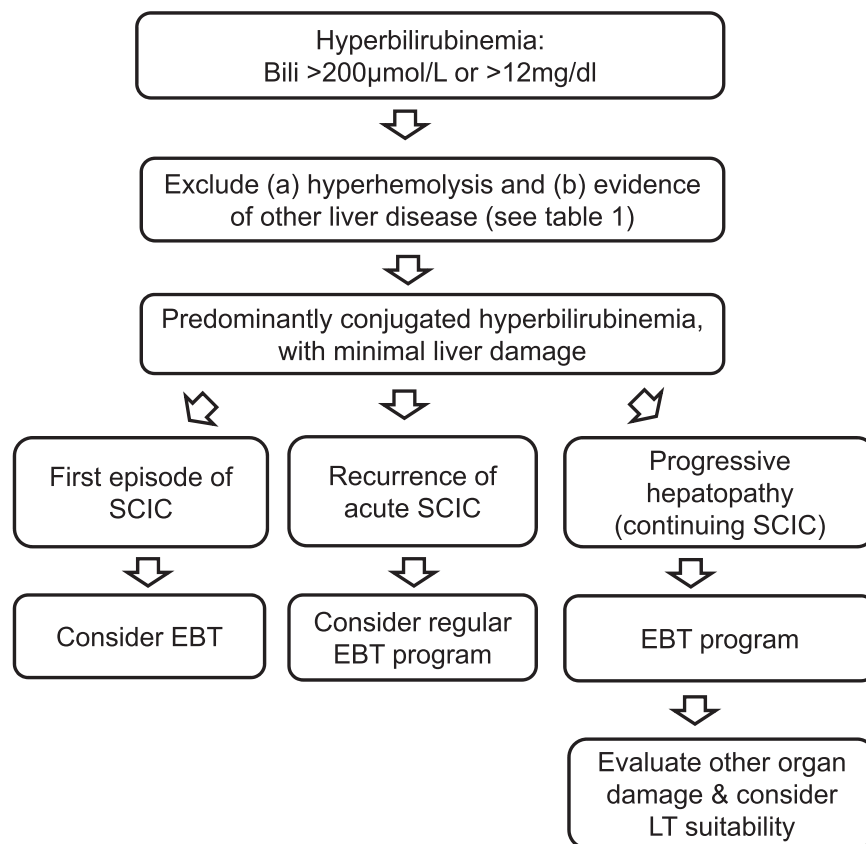 Hyperbilirubinemia:
Bili >200µmol/L or >12mg/dl
Exclude (a) hyperhemolysis and (b) evidence
of other liver disease (see table 1)
Predominantly conjugated hyperbilirubinemia,
with minimal liver damage
First episode of
SCIC
Recurrence of
acute SCIC
Progressive
hepatopathy
(continuing SCIC)
Consider EBT
Consider regular
EBT program
EBT program
Evaluate other organ
damage & consider
LT suitability